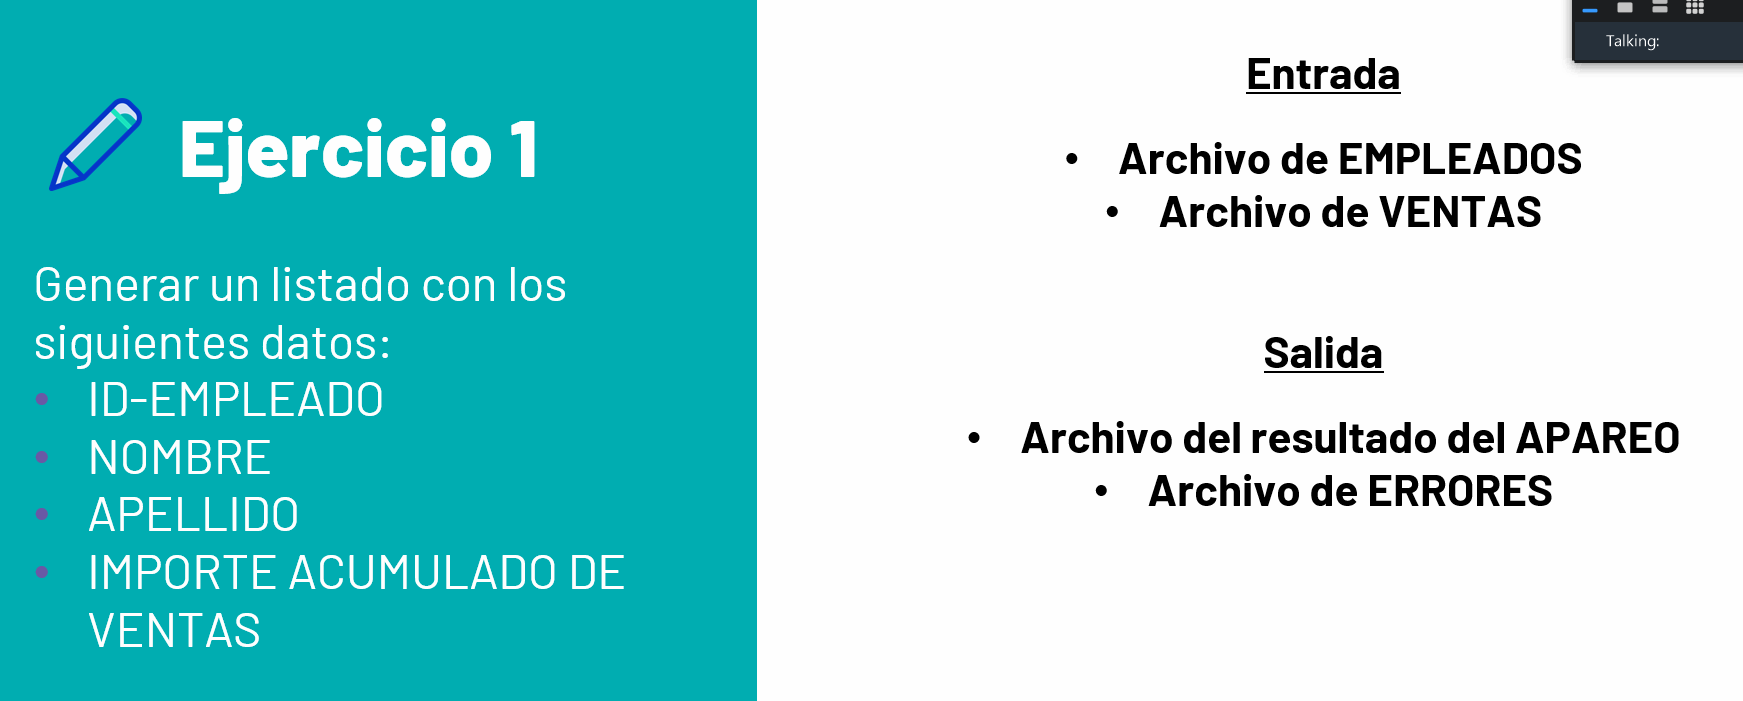 Ejercicio 1
Generar un listado con los
siguientes datos:
• ID-EMPLEADO
• NOMBRE
• APELLIDO
• IMPORTE ACUMULADO DE
VENTAS
Talking:
Entrada
• Archivo de EMPLEADOS
• Archivo de VENTAS
Salida
• Archivo del resultado del APAREO
• Archivo de ERRORES